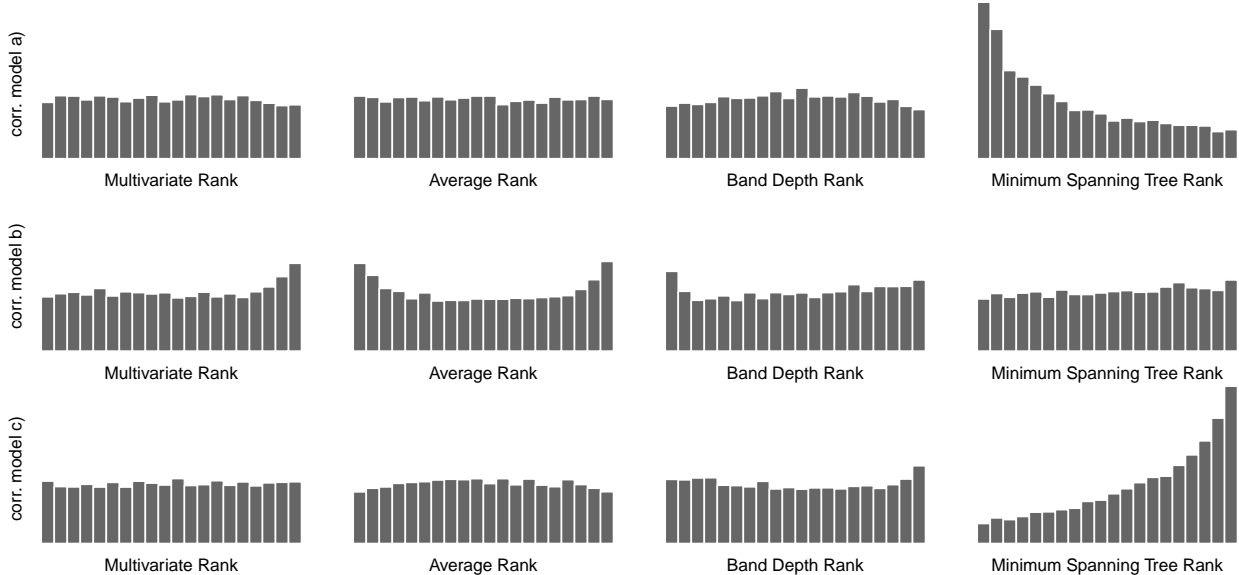 corr. model a)
Multivariate Rank
Average Rank
Band Depth Rank
Minimum Spanning Tree Rank
corr. model b)
Multivariate Rank
Average Rank
Band Depth Rank
Minimum Spanning Tree Rank
corr. model c)
Multivariate Rank
Average Rank
Band Depth Rank
Minimum Spanning Tree Rank